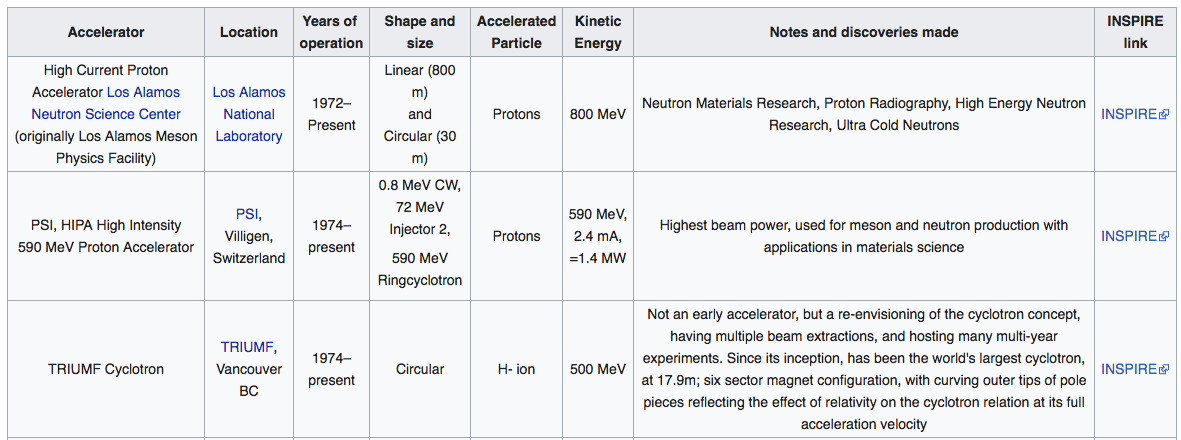 Accelerator
Location
Years of
operation
Shape and
size
Accelerated
Particle
Kinetic
Energy
Notes and discoveries made
INSPIRE
link
High Current Proton
Accelerator Los Alamos
Neutron Science Center
(originally Los Alamos Meson
Physics Facility)
Los Alamos
National
Laboratory
1972–
Present
Linear (800
m)
and
Circular (30
m)
Protons
800 MeV
Neutron Materials Research, Proton Radiography, High Energy Neutron
Research, Ultra Cold Neutrons
INSPIRE
PSI, HIPA High Intensity
590 MeV Proton Accelerator
PSI,
Villigen,
Switzerland
1974–
present
0.8 MeV CW,
72 MeV
Injector 2,
590 MeV
Ringcyclotron
Protons
590 MeV,
2.4 mA,
=1.4 MW
Highest beam power, used for meson and neutron production with
applications in materials science
INSPIRE
TRIUMF Cyclotron
TRIUMF,
Vancouver
BC
1974–
present
Circular
H- ion
500 MeV
Not an early accelerator, but a re-envisioning of the cyclotron concept,
having multiple beam extractions, and hosting many multi-year
experiments. Since its inception, has been the world's largest cyclotron,
at 17.9m; six sector magnet configuration, with curving outer tips of pole
pieces reflecting the effect of relativity on the cyclotron relation at its full
acceleration velocity
INSPIRE